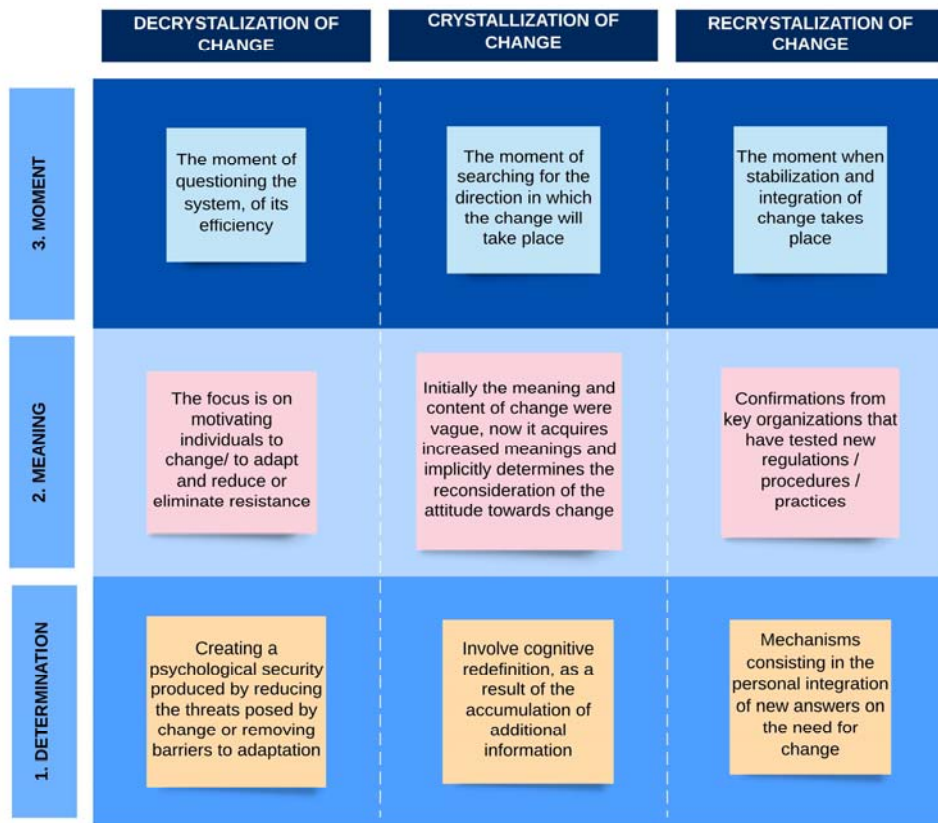 DECRYSTALIZATION OF
CHANGE
CRYSTALLIZATION OF
CHANGE
RECRYSTALIZATION OF
CHANGE
3. MOMENT
The moment of
questioning the
system, of its
efficiency
The moment of
searching for the
direction in which
the change will
take place
The moment when
stabilization and
integration of
change takes
place
2. MEANING
The focus is on
motivating
individuals to
change/ to adapt
and reduce or
eliminate resistance
Initially the meaning and
content of change were
vague, now it acquires
increased meanings and
implicitly determines the
reconsideration of the
attitude towards change
Confirmations from
key organizations that
have tested new
regulations /
procedures /
practices
1. DETERMINATION
Creating a
psychological security
produced by reducing
the threats posed by
change or removing
barriers to adaptation
Involve cognitive
redefinition, as a
result of the
accumulation of
additional
information
Mechanisms
consisting in the
personal integration
of new answers on
the need for
change